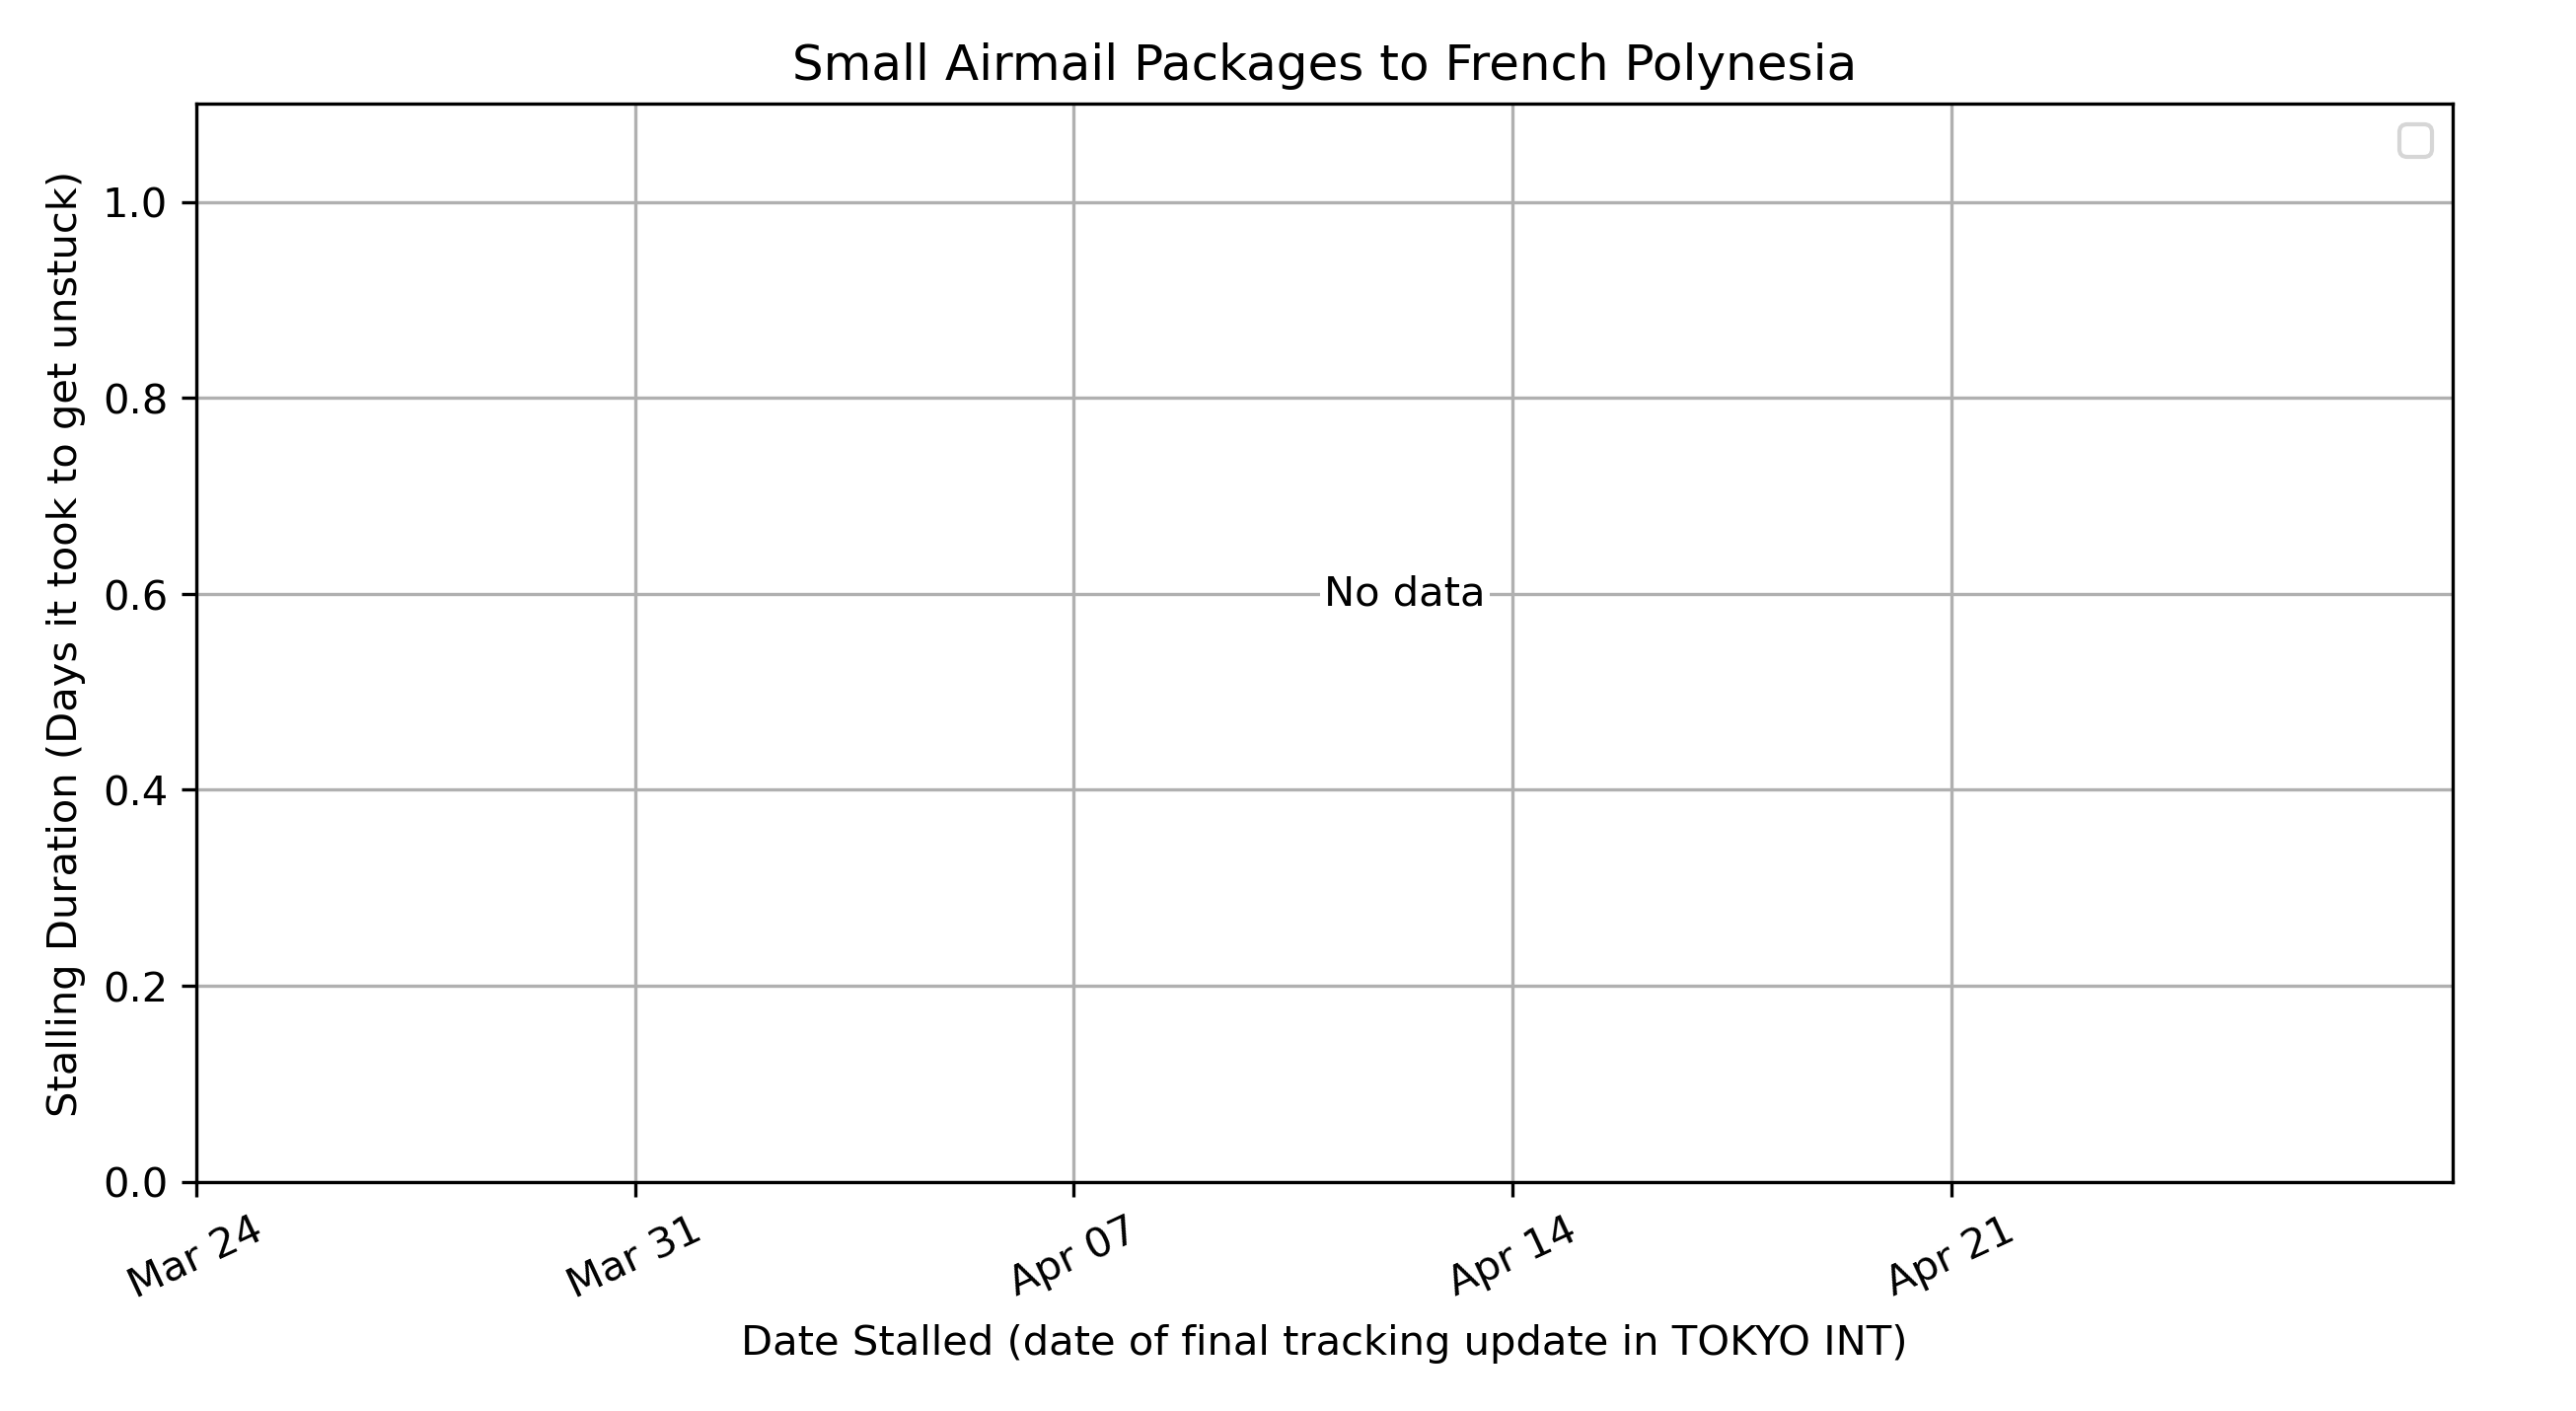 Small Airmail Packages to French Polynesia
Stalling Duration (Days it took to get unstuck)
1.0
0.8
0.6
0.4
0.2
0.0
No data
Mar 24
Mar 31
Apr 07
Apr 14
Apr 21
Date Stalled (date of final tracking update in TOKYO INT)